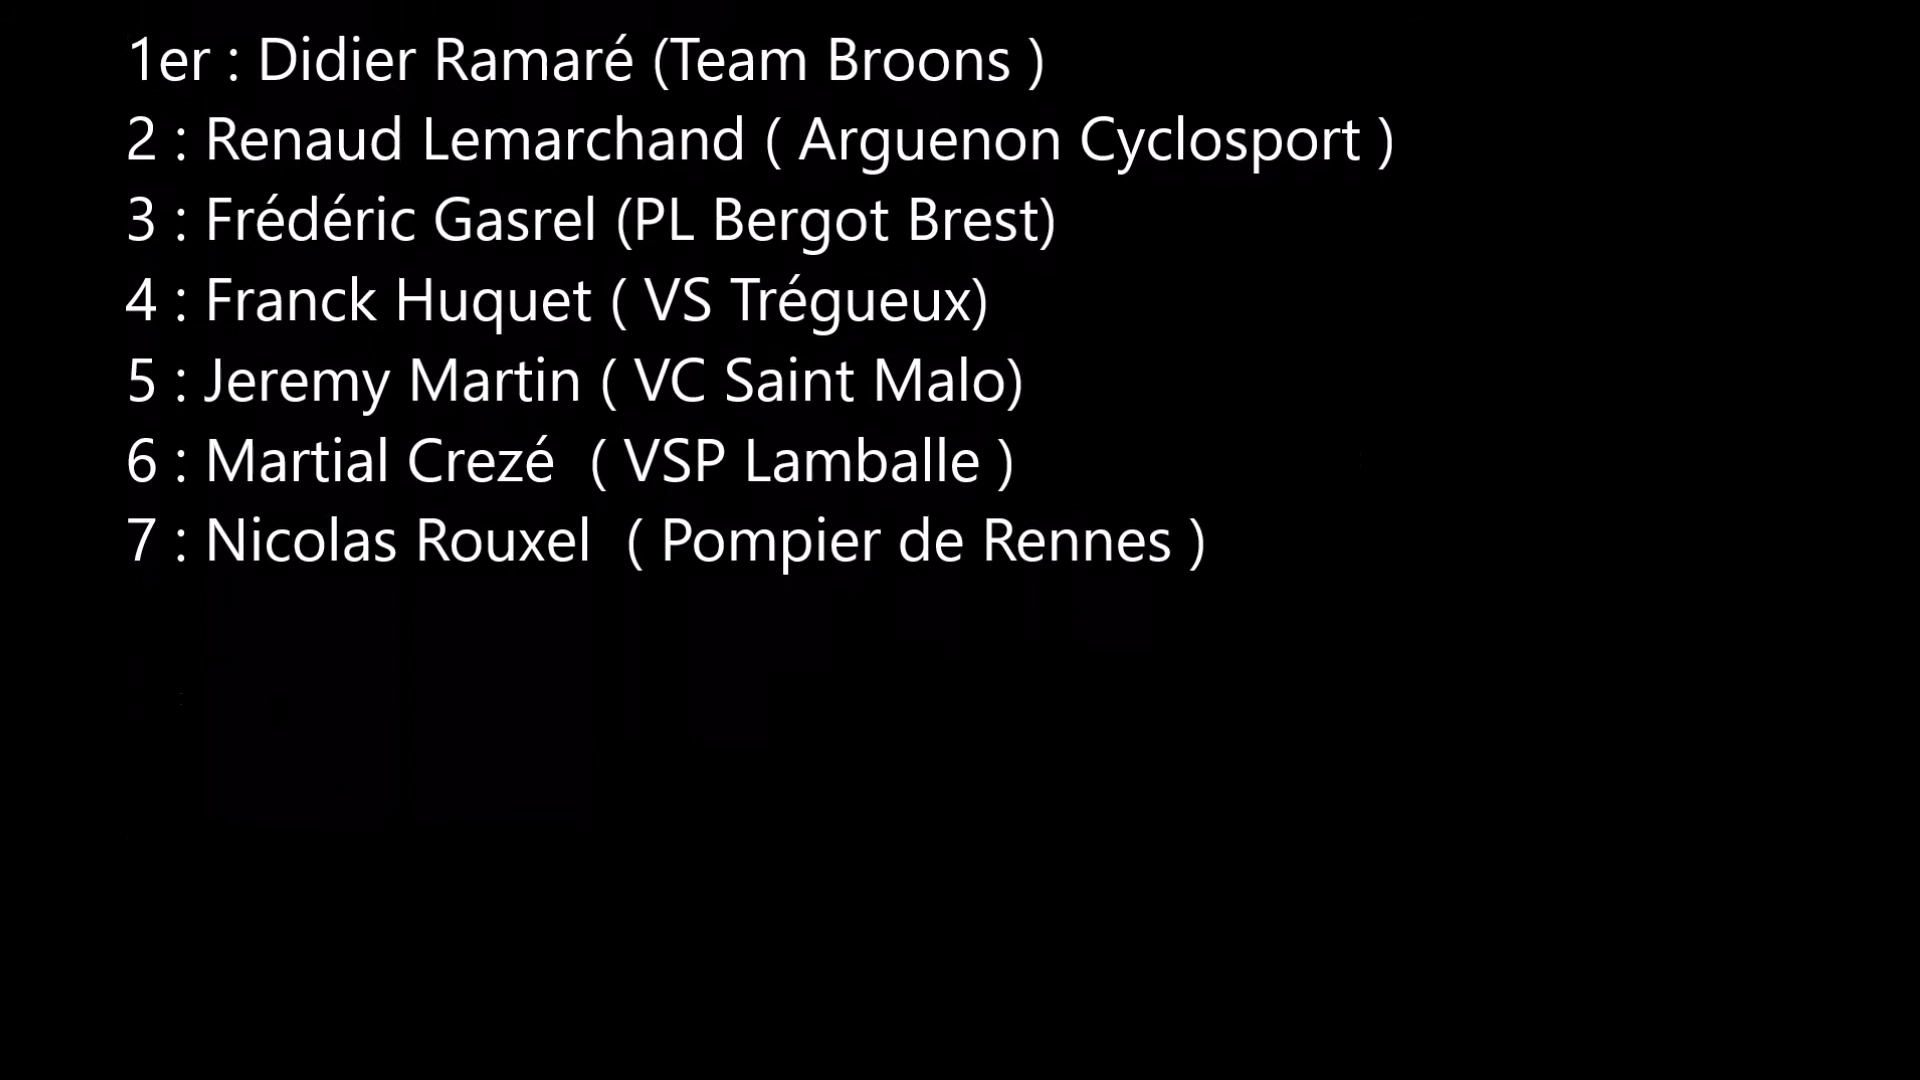 1er : Didier Ramaré (Team Broons )
2 : Renaud Lemarchand ( Arguenon Cyclosport )
3 : Frédéric Gasrel (PL Bergot Brest)
4 : Franck Huquet ( VS Trégueux)
5 : Jeremy Martin ( VC Saint Malo)
6 : Martial Crezé  ( VSP Lamballe )
7 : Nicolas Rouxel  ( Pompier de Rennes )